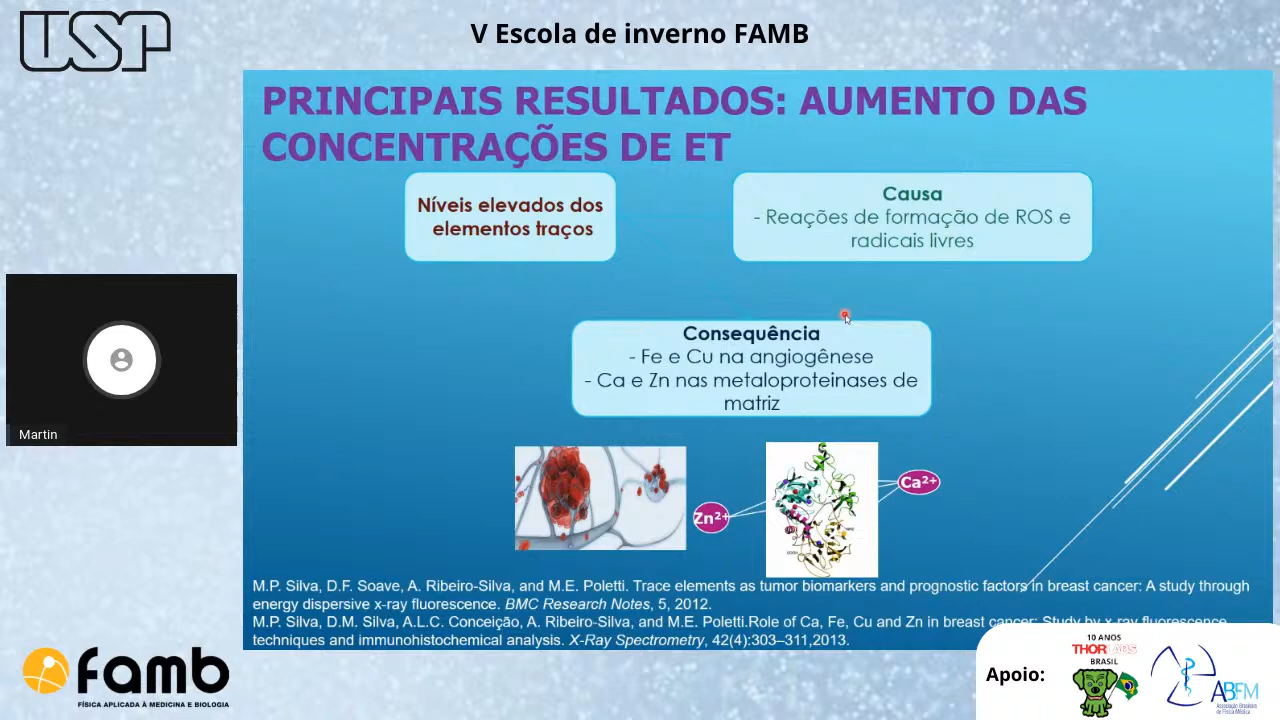 USP
V Escola de inverno FAMB
PRINCIPAIS RESULTADOS: AUMENTO DAS
CONCENTRAÇÕES DE ET
Níveis elevados dos
elementos traços
Causa
- Reações de formação de ROS e
radicais livres
Consequência
- Fe e Cu na angiogênese
- Ca e Zn nas metaloproteinases de
matriz
Martin
Zn²⁺
Ca²⁺
M.P. Silva, D.F. Soave, A. Ribeiro-Silva, and M.E. Poletti. Trace elements as tumor biomarkers and prognostic factors in breast cancer: A study through
energy dispersive x-ray fluorescence. BMC Research Notes, 5, 2012.
M.P. Silva, D.M. Silva, A.L.C. Conceição, A. Ribeiro-Silva, and M.E. Poletti.Role of Ca, Fe, Cu and Zn in breast cancer: Study by x-ray fluorescence
techniques and immunohistochemical analysis. X-Ray Spectrometry, 42(4):303–311,2013.
famb
FÍSICA APLICADA À MEDICINA E BIOLOGIA
Apoio:
10 ANOS
THORLABS
BRASIL
ABFM
Associação Brasileira
de Física Médica